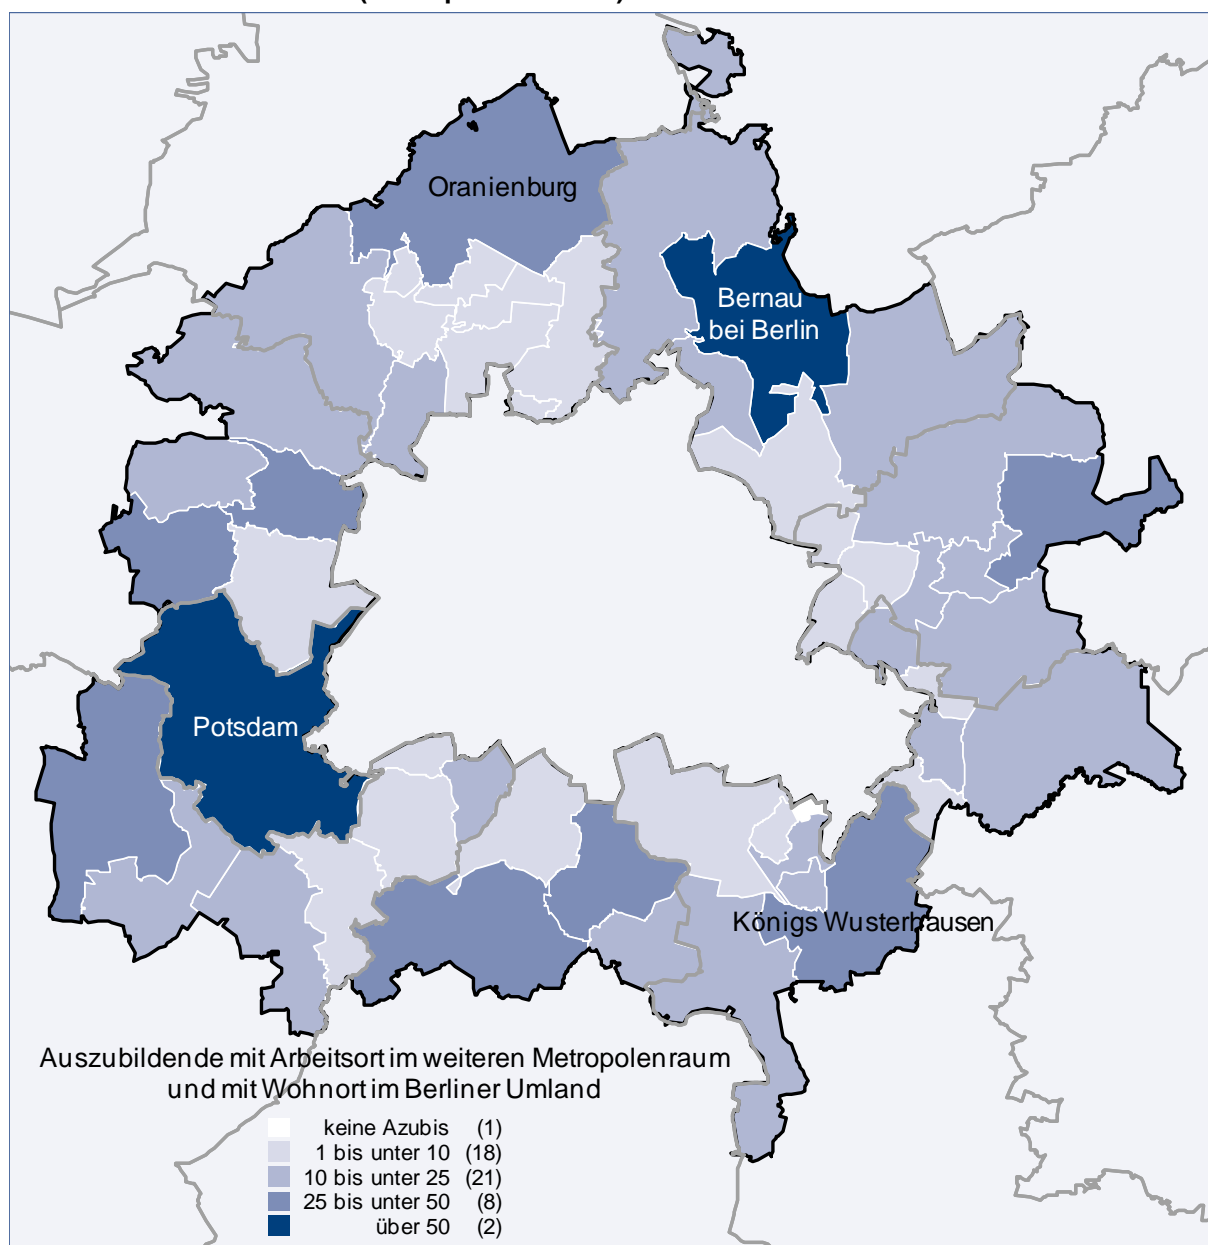 Oranienburg
Bernau
bei Berlin
Potsdam
Königs Wusterhausen
Auszubildende mit Arbeitsort im weiteren Metropolenraum
und mit Wohnort im Berliner Umland
keine Azubis (1)
1 bis unter 10 (18)
10 bis unter 25 (21)
25 bis unter 50 (8)
über 50 (2)